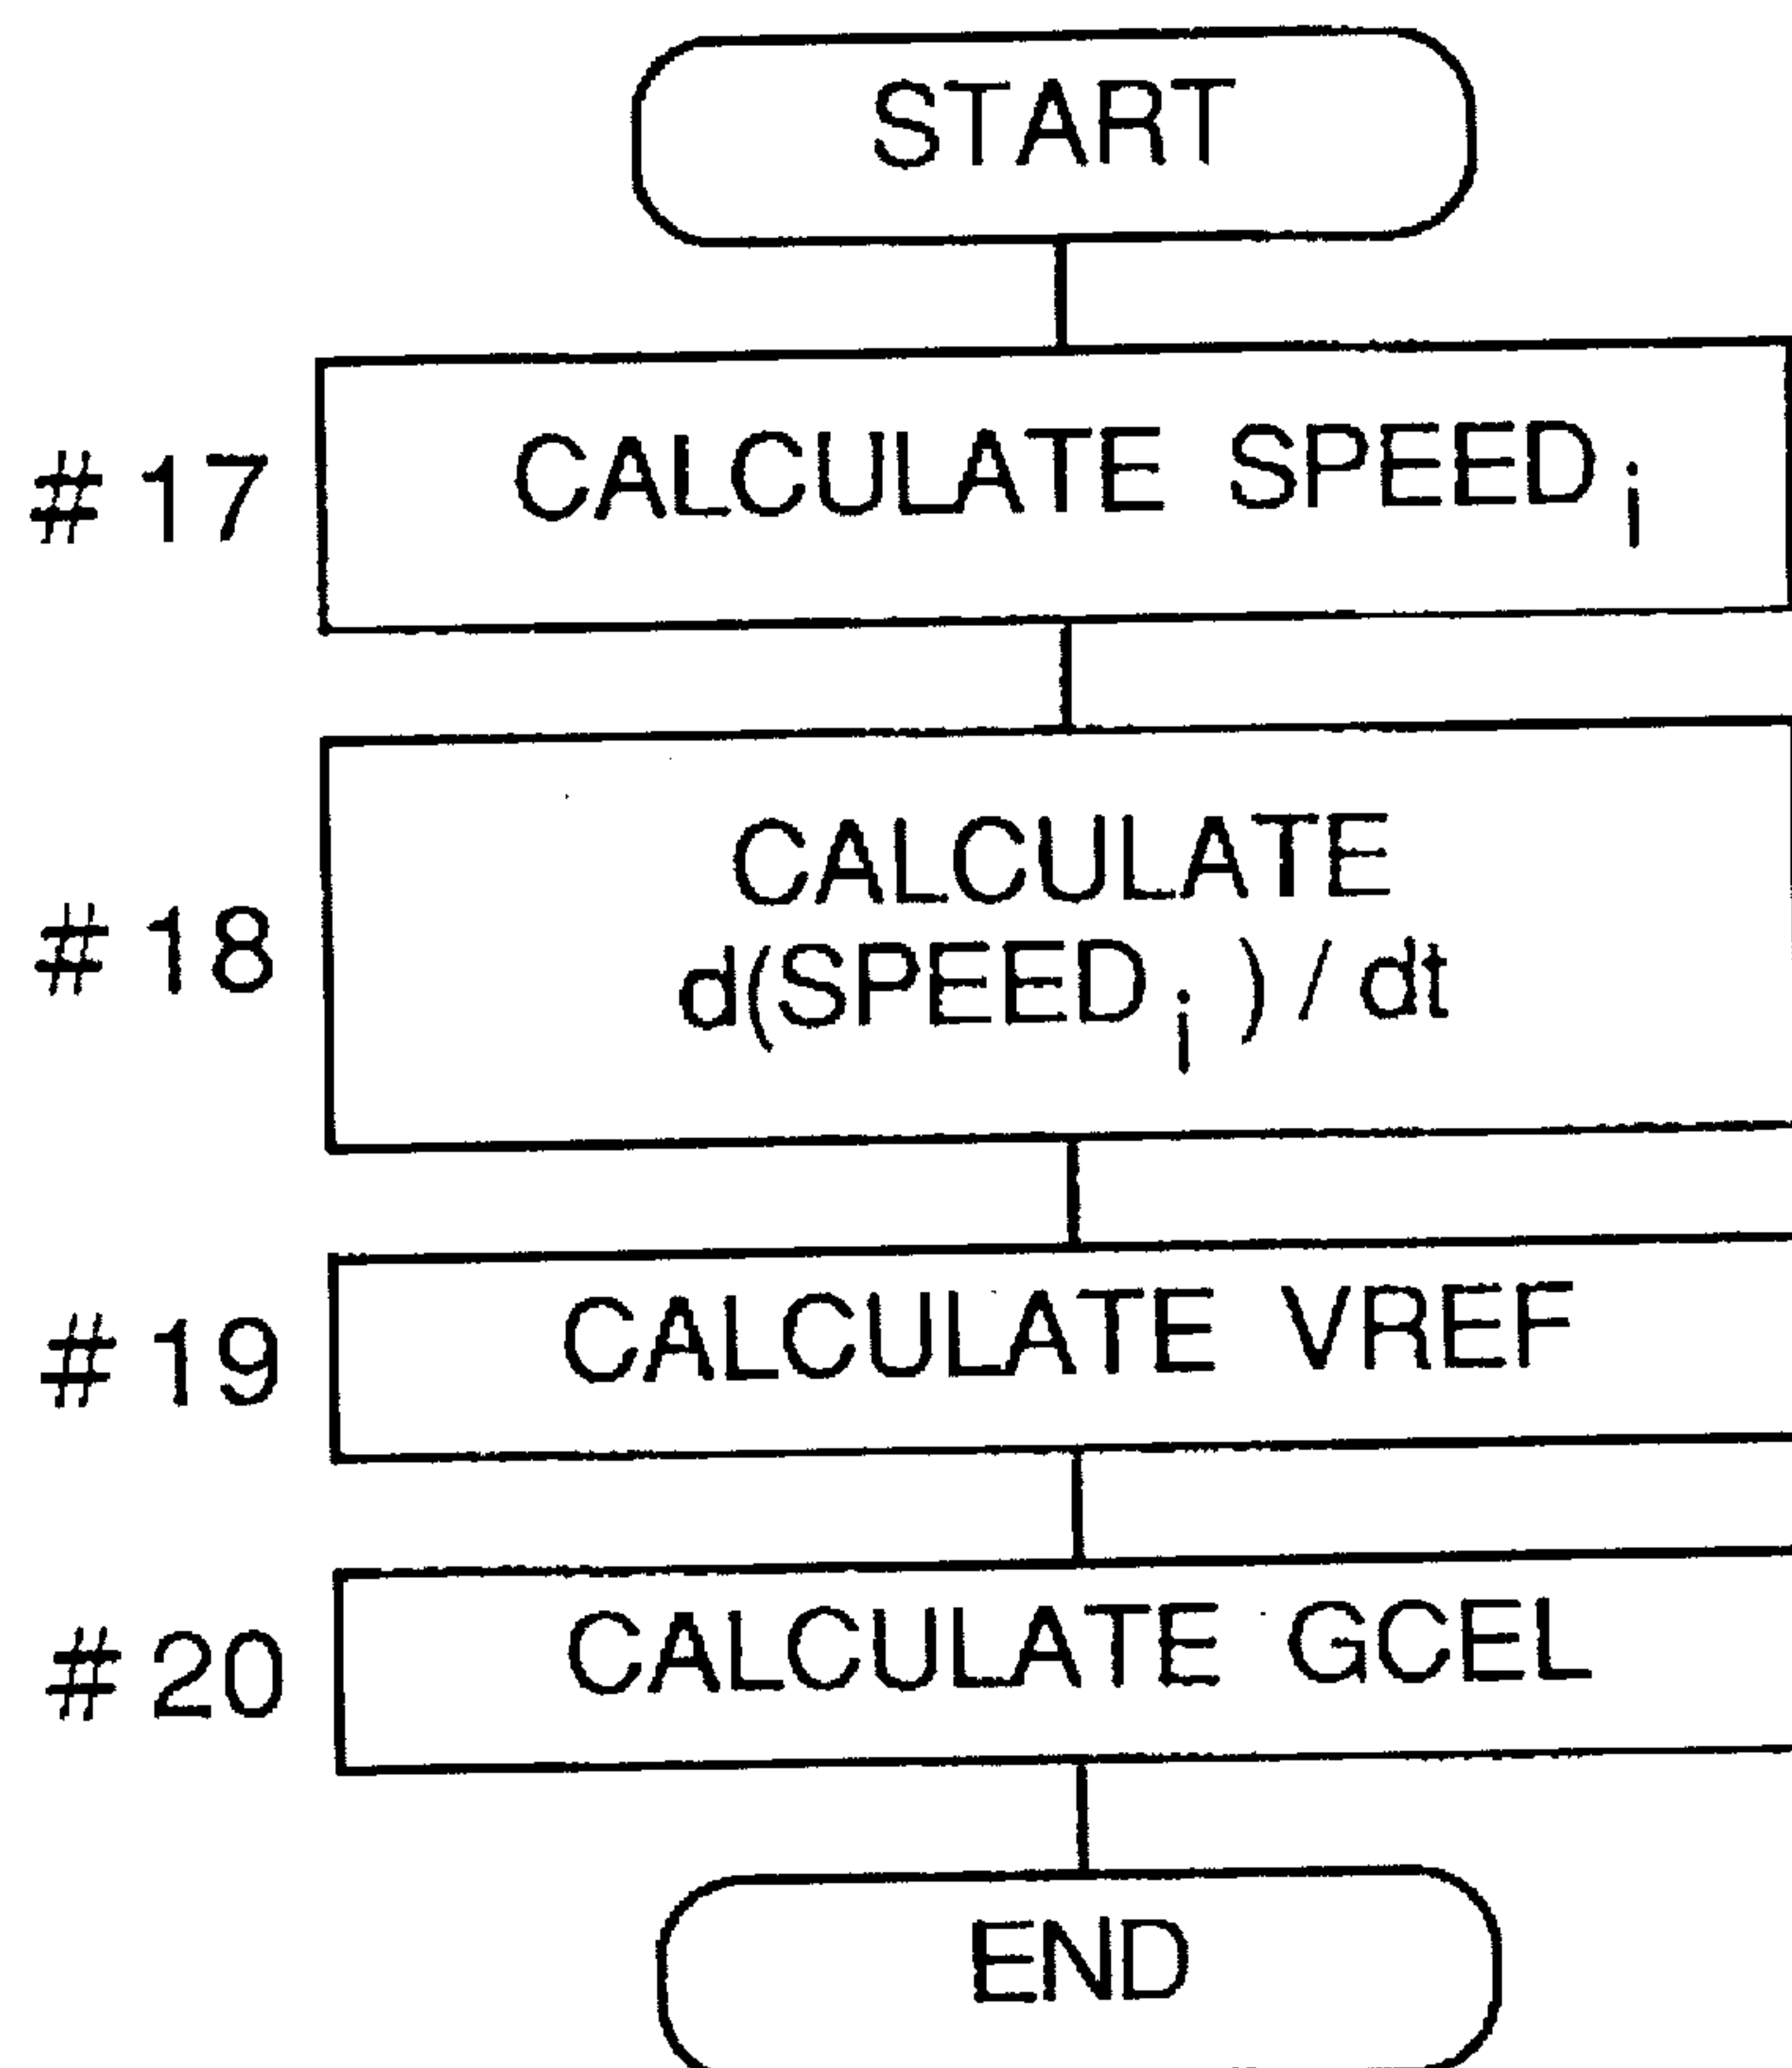 START
# 17 CALCULATE SPEED i
CALCULATE
# 18 d(SPEED i ) / dt
# 19 CALCULATE VREF
# 20 CALCULATE GCEL
END